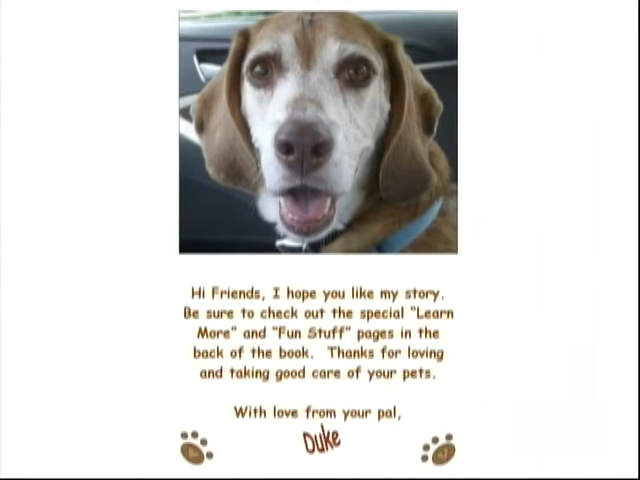 Hi Friends, I hope you like my story.
Be sure to check out the special "Learn
More" and "Fun Stuff" pages in the
back of the book. Thanks for loving
and taking good care of your pets.
With love from your pal,
Duke